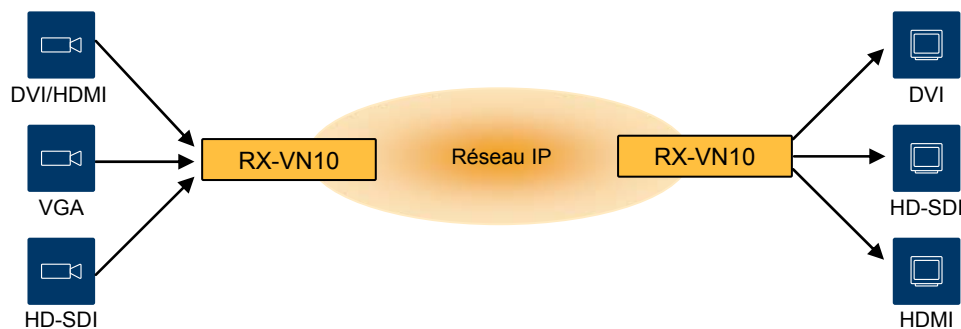 DVI/HDMI
VGA
HD-SDI
RX-VN10
Réseau IP
RX-VN10
DVI
HD-SDI
HDMI